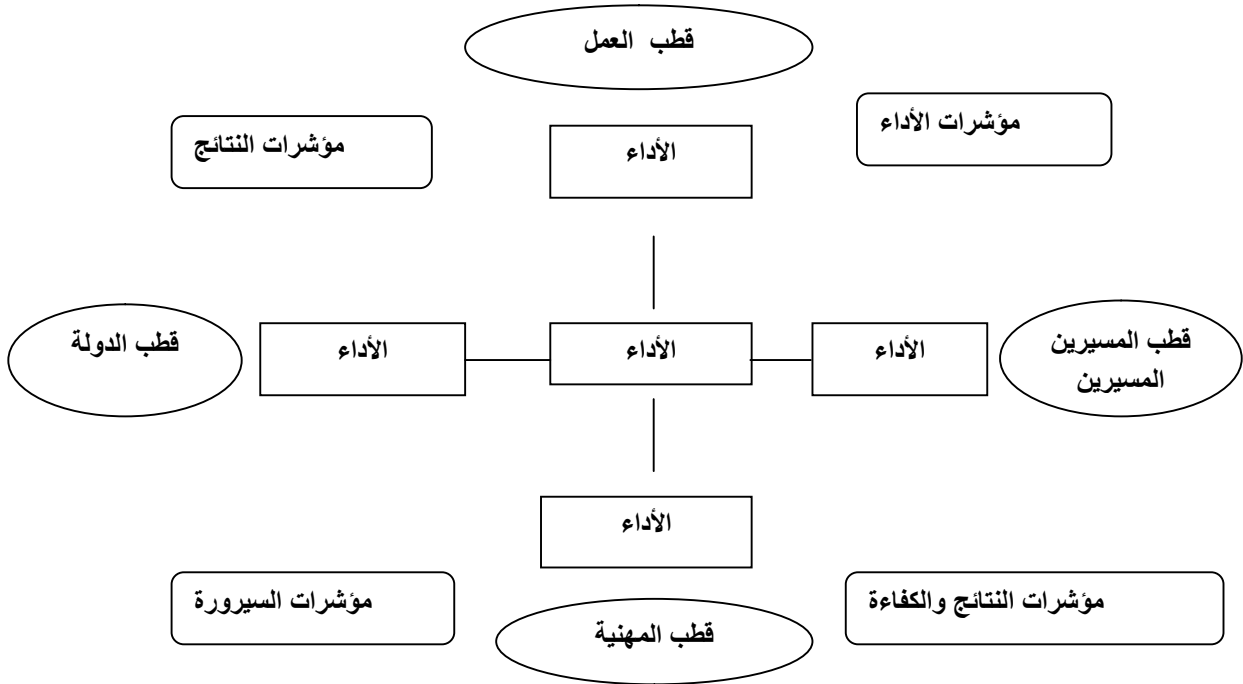 قطب العمل
مؤشرات الأداء
الأداء
مؤشرات النتائج
قطب المسيرين
المسيرين
الأداء
الأداء
الأداء
قطب الدولة
الأداء
مؤشرات النتائج والكفاءة
قطب المهنية
مؤشرات السيرورة